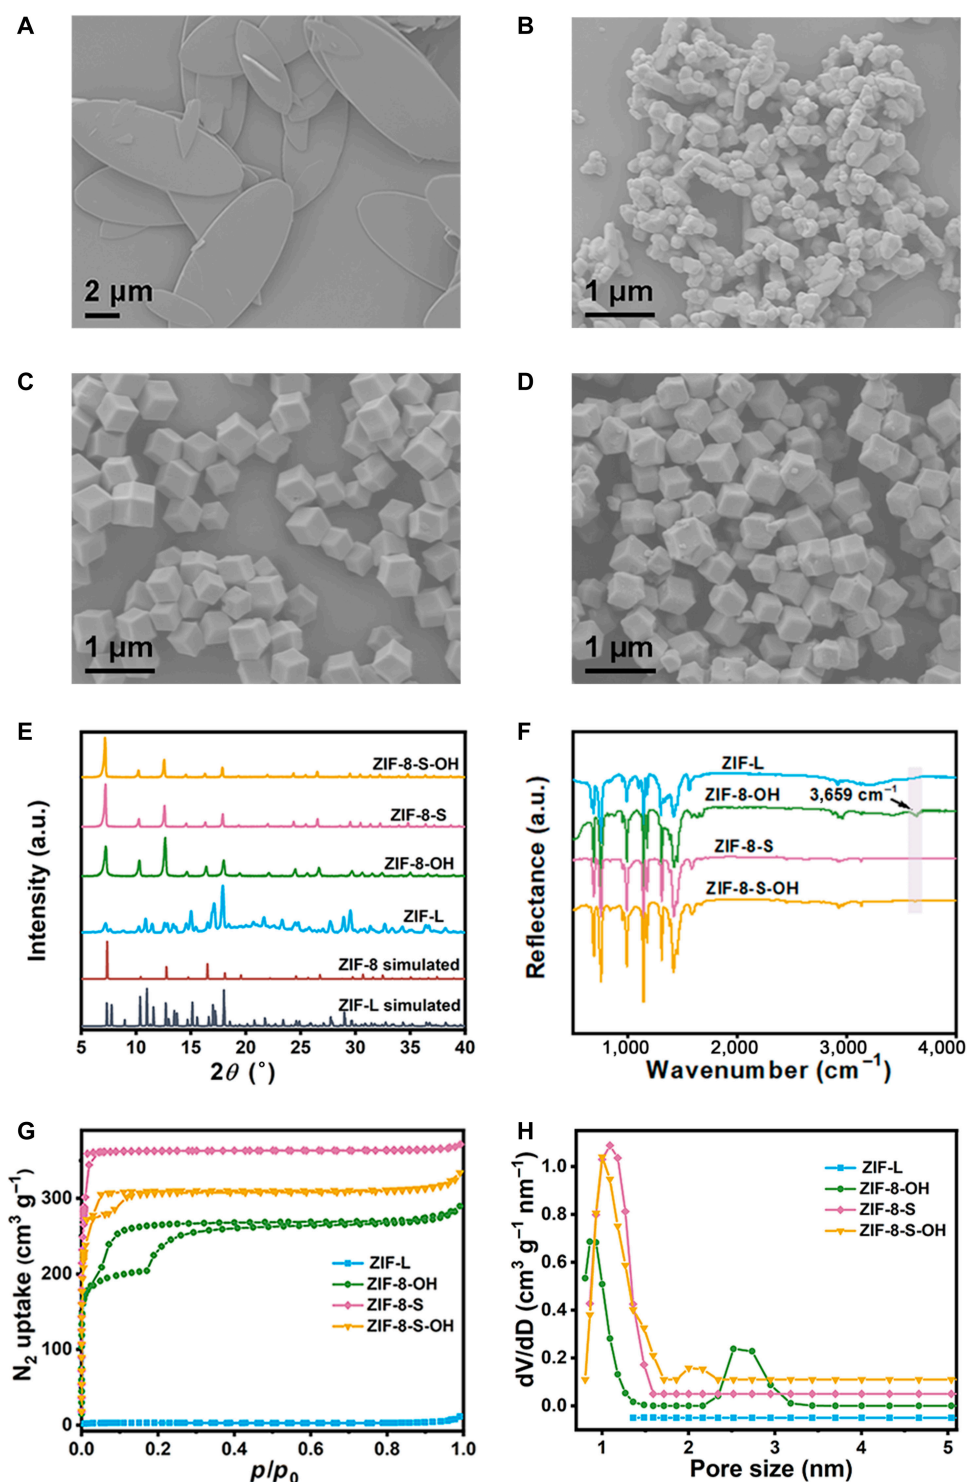 A
B
2 μm
1 μm
C
D
1 μm
1 μm
E
F
ZIF-8-S-OH
ZIF-8-S
ZIF-8-OH
ZIF-L
ZIF-8 simulated
ZIF-L simulated
Intensity (a.u.)
5 10 15 20 25 30 35 40
2θ (°)
ZIF-L
ZIF-8-OH
3,659 cm⁻¹
ZIF-8-S
ZIF-8-S-OH
Reflectance (a.u.)
1,000 2,000 3,000 4,000
Wavenumber (cm⁻¹)
G
H
N₂ uptake (cm³ g⁻¹)
300
200
100
0
ZIF-L
ZIF-8-OH
ZIF-8-S
ZIF-8-S-OH
0.0 0.2 0.4 0.6 0.8 1.0
p/p₀
dV/dD (cm³ g⁻¹ nm⁻¹)
1.0
0.8
0.6
0.4
0.2
0.0
ZIF-L
ZIF-8-OH
ZIF-8-S
ZIF-8-S-OH
1 2 3 4 5
Pore size (nm)